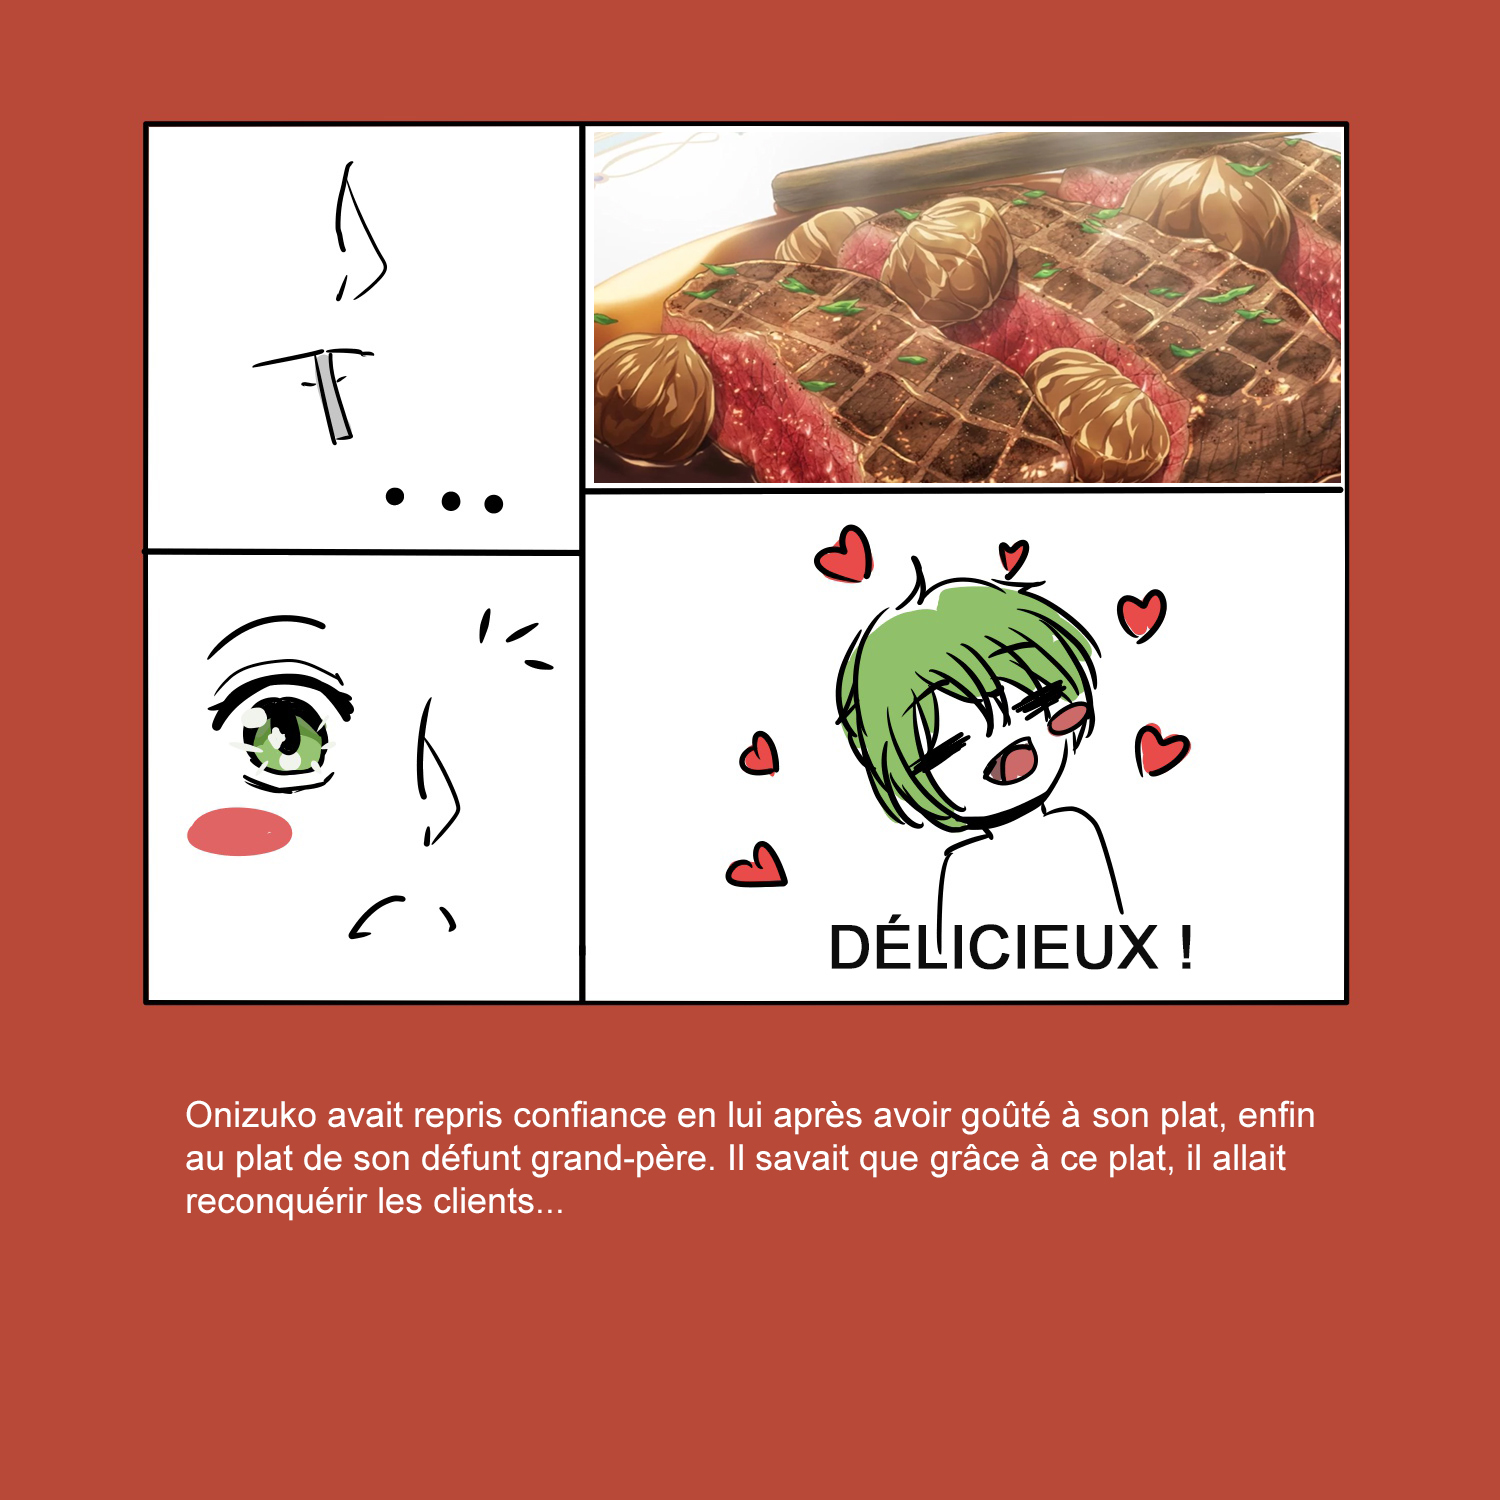 DÉLICIEUX !
Onizuko avait repris confiance en lui après avoir goûté à son plat, enfin
au plat de son défunt grand-père. Il savait que grâce à ce plat, il allait
reconquérir les clients...